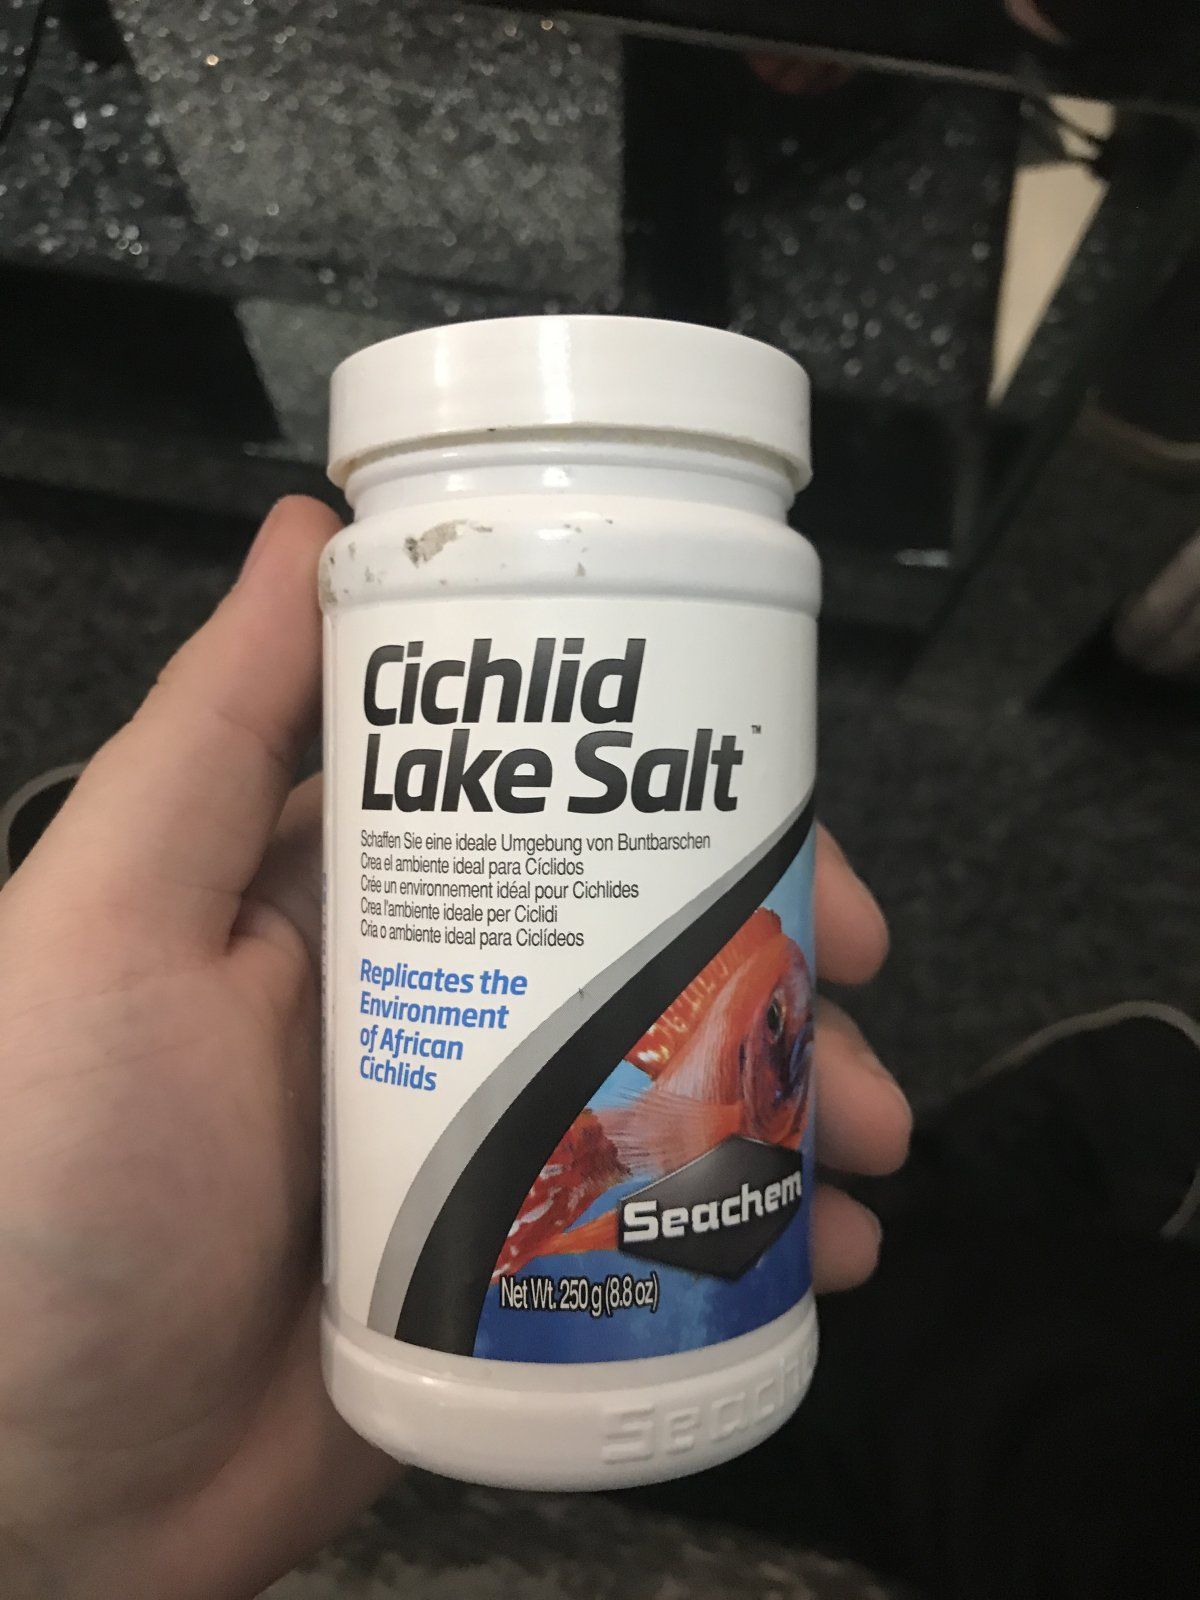 Cichlid
Lake Salt™
Schaffen Sie eine ideale Umgebung von Buntbarschen
Crea el ambiente ideal para Cíclidos
Crée un environnement idéal pour Cichlides
Crea l'ambiente ideale per Ciclidi
Cria o ambiente ideal para Ciclídeos
Replicates the
Environment
of African
Cichlids
Seachem
Net Wt. 250 g (8.8 oz)
Seach